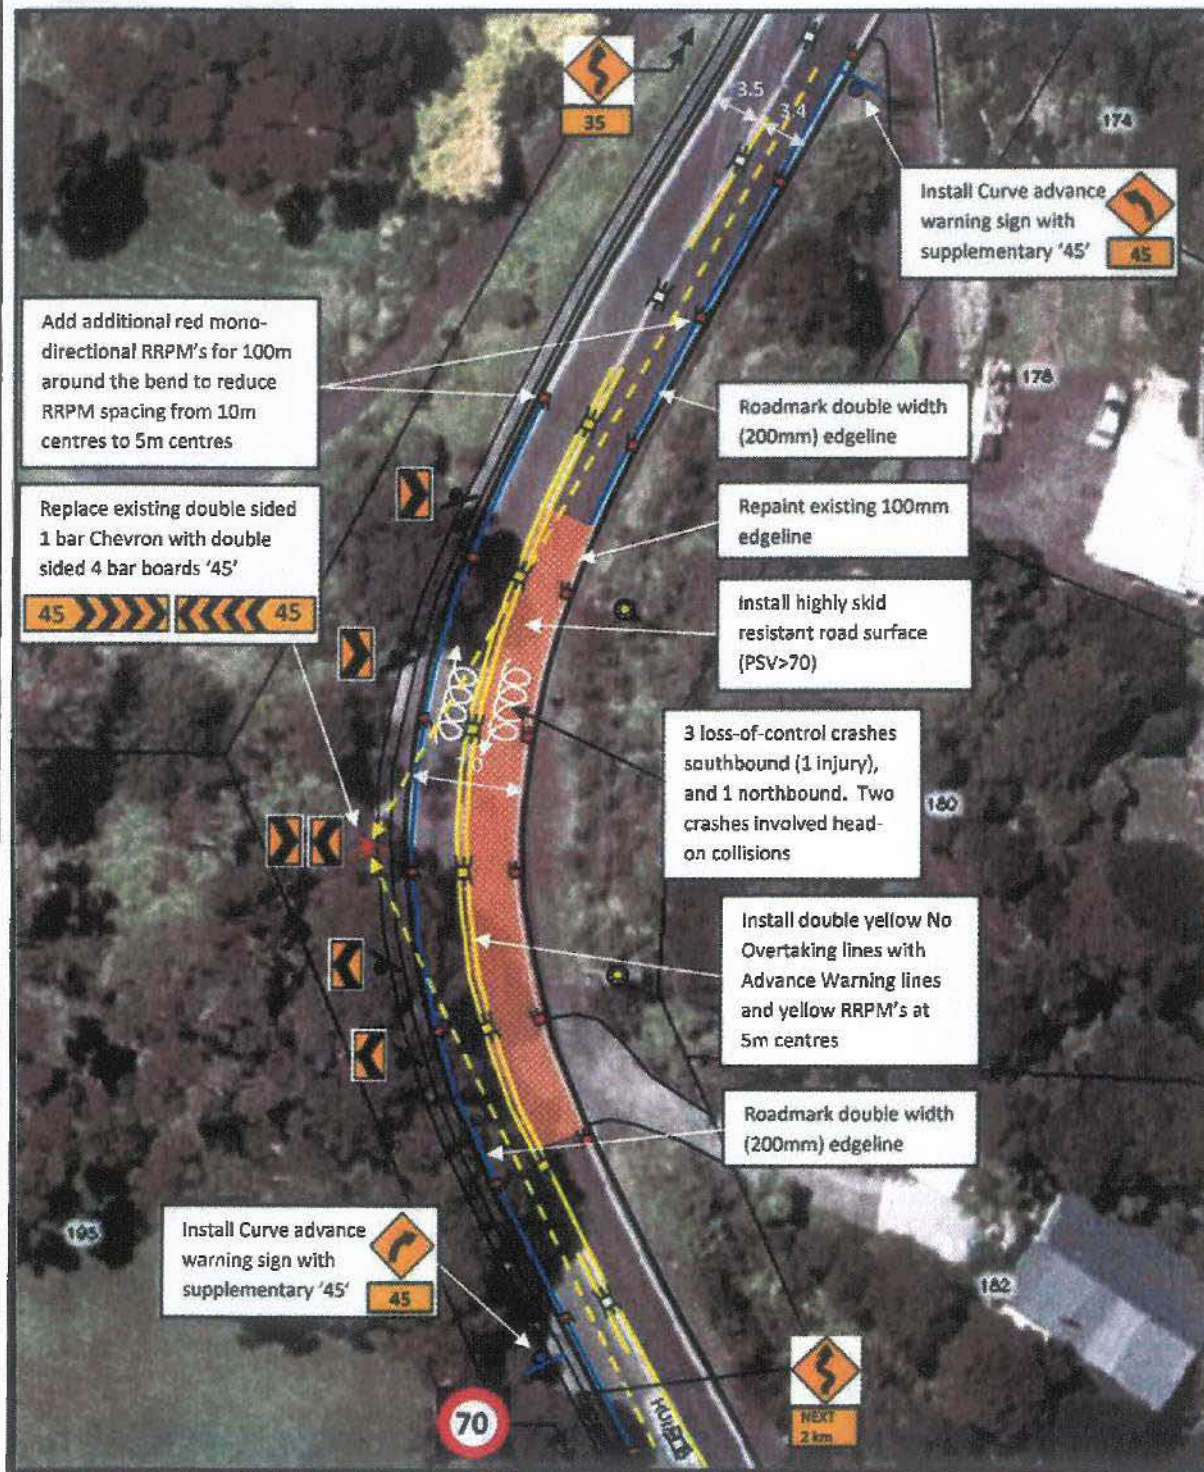 35
3.5
3.4
174
Install Curve advance
warning sign with
supplementary '45'
45
Add additional red mono-
directional RRPM's for 100m
around the bend to reduce
RRPM spacing from 10m
centres to 5m centres
178
Roadmark double width
(200mm) edgeline
Repaint existing 100mm
edgeline
Replace existing double sided
1 bar Chevron with double
sided 4 bar boards '45'
45
45
Install highly skid
resistant road surface
(PSV>70)
3 loss-of-control crashes
southbound (1 injury),
and 1 northbound. Two
crashes involved head-
on collisions
180
Install double yellow No
Overtaking lines with
Advance Warning lines
and yellow RRPM's at
5m centres
Roadmark double width
(200mm) edgeline
195
Install Curve advance
warning sign with
supplementary '45'
45
182
70
NEXT
2 km